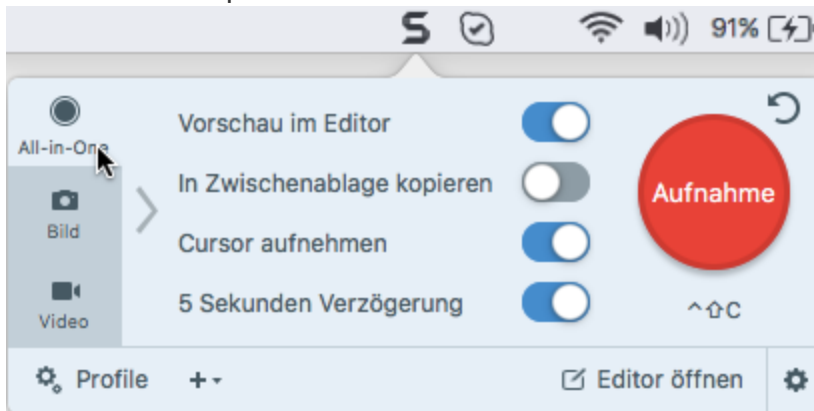 91%
All-in-One
Bild
Video
Vorschau im Editor
In Zwischenablage kopieren
Cursor aufnehmen
5 Sekunden Verzögerung
Aufnahme
^⇧C
Profile
+
Editor öffnen